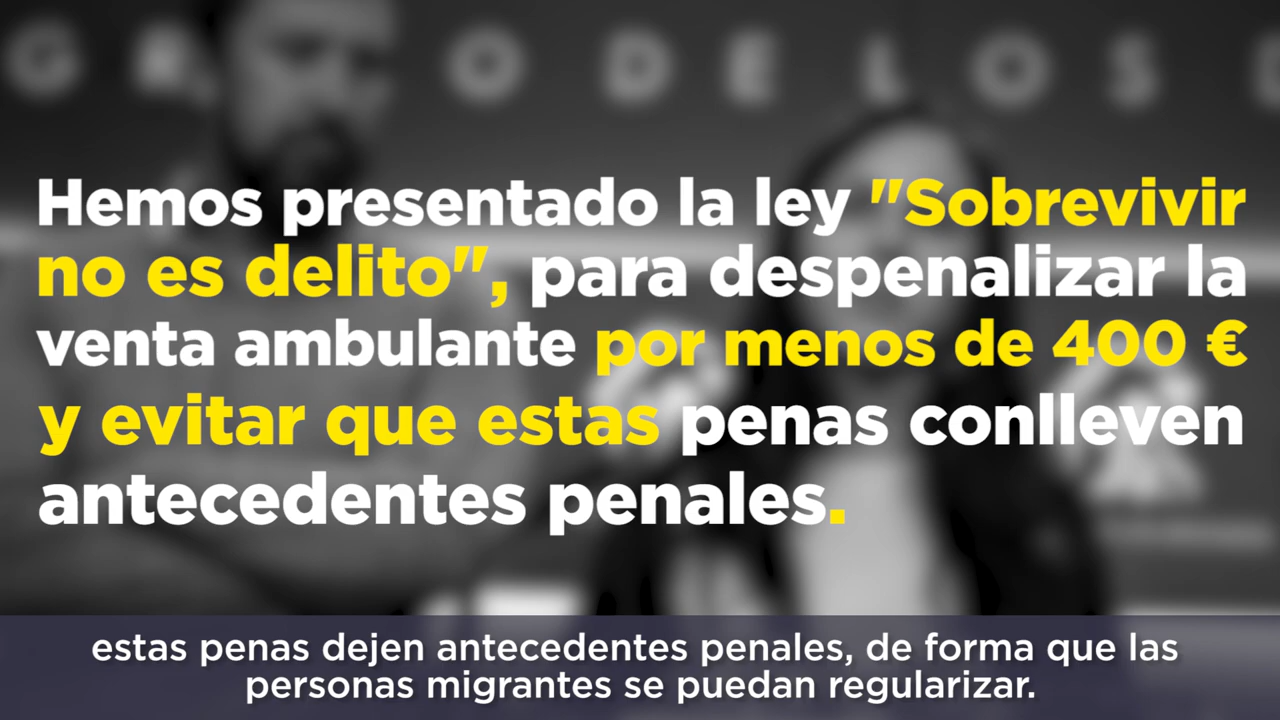 G R O D E L O S
Hemos presentado la ley "Sobrevivir
no es delito", para despenalizar la
venta ambulante por menos de 400 €
y evitar que estas penas conlleven
antecedentes penales.
estas penas dejen antecedentes penales, de forma que las
personas migrantes se puedan regularizar.